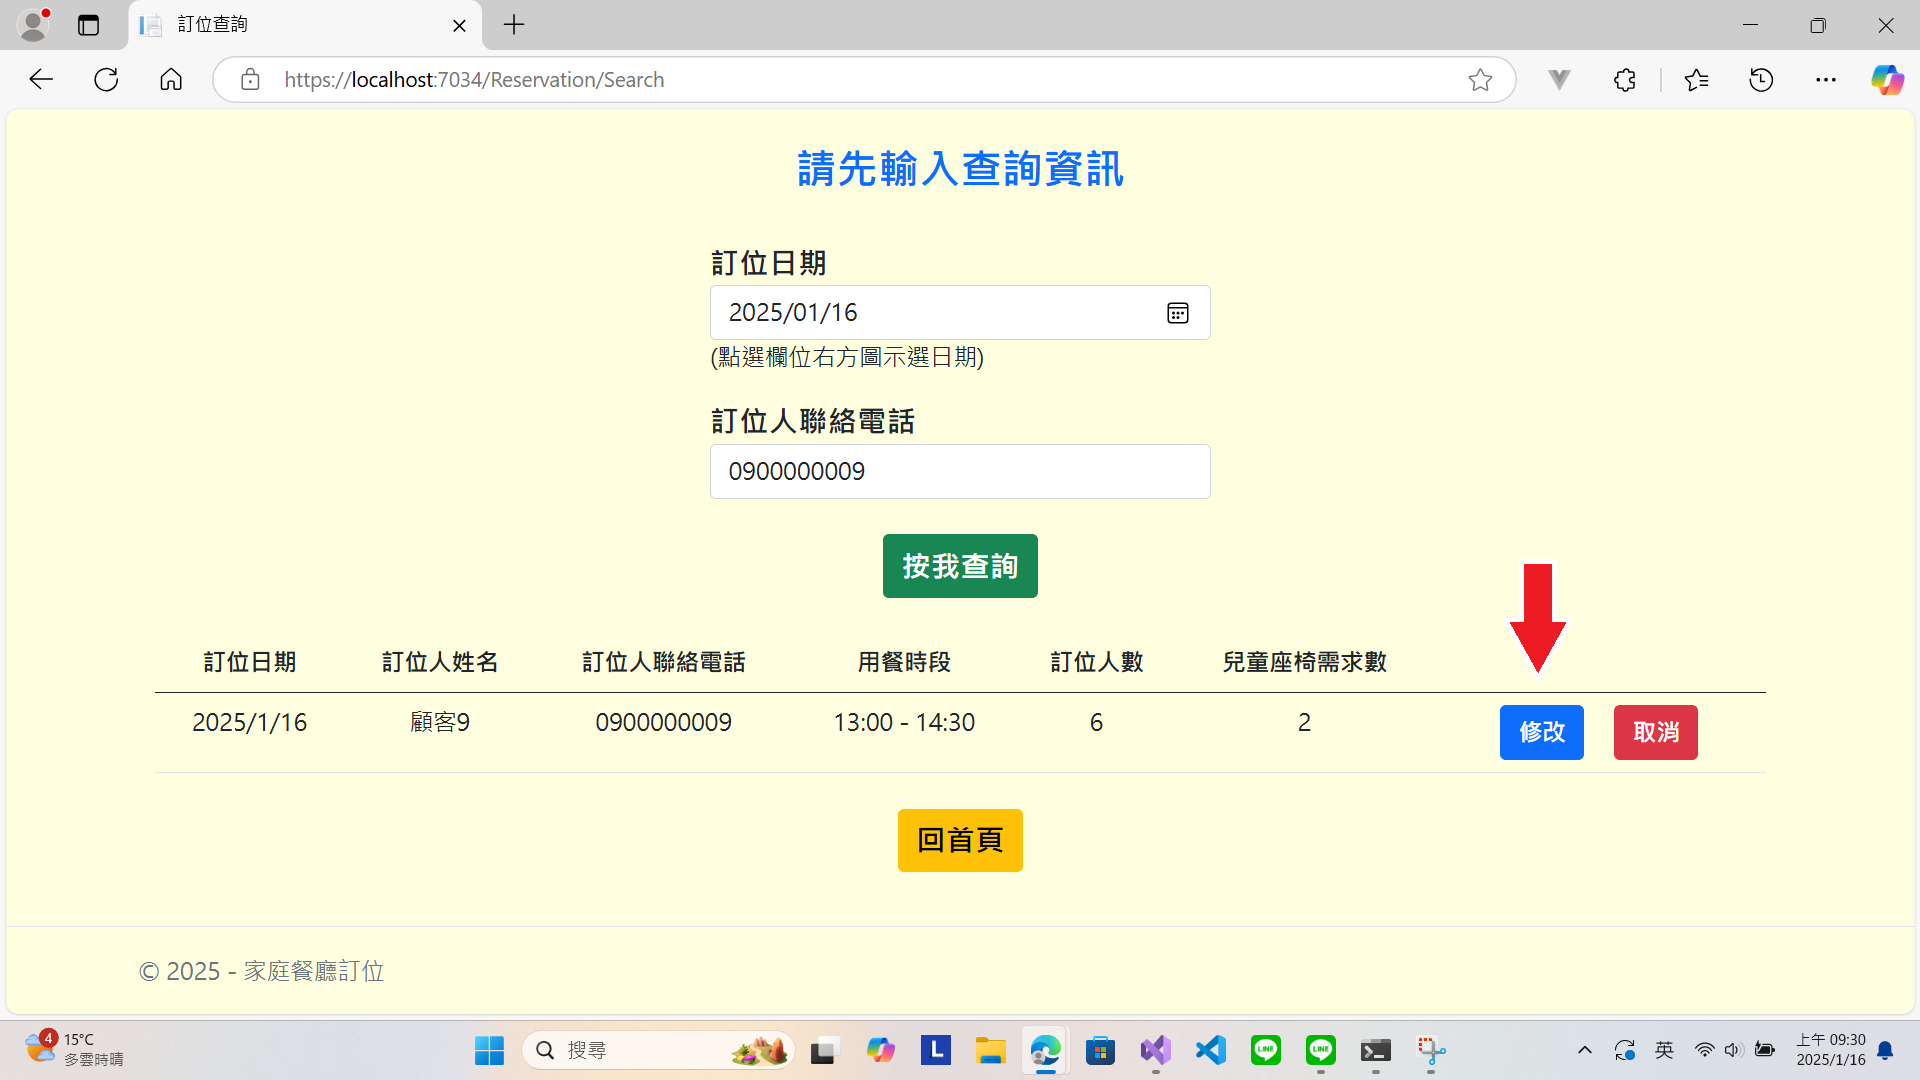 訂位查詢
https://localhost:7034/Reservation/Search
請先輸入查詢資訊
訂位日期
2025/01/16
(點選欄位右方圖示選日期)
訂位人聯絡電話
0900000009
按我查詢
訂位日期 訂位人姓名 訂位人聯絡電話 用餐時段 訂位人數 兒童座椅需求數
2025/1/16 顧客9 0900000009 13:00 - 14:30 6 2 修改 取消
回首頁
© 2025 - 家庭餐廳訂位
4
15°C
多雲時晴
搜尋
L
LINE
LINE
英
上午 09:30
2025/1/16